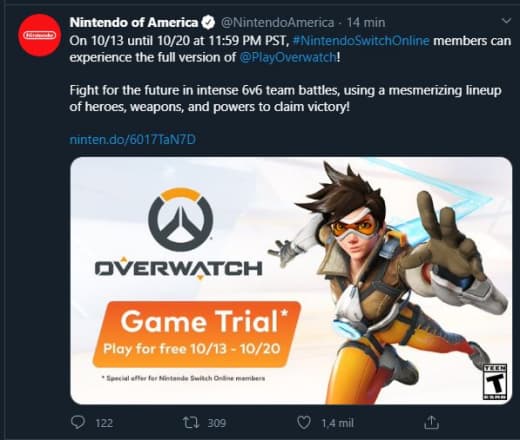 Nintendo of America @NintendoAmerica · 14 min
Nintendo
On 10/13 until 10/20 at 11:59 PM PST, #NintendoSwitchOnline members can
experience the full version of @PlayOverwatch!
Fight for the future in intense 6v6 team battles, using a mesmerizing lineup
of heroes, weapons, and powers to claim victory!
ninten.do/6017TaN7D
OVERWATCH
Game Trial*
Play for free 10/13 - 10/20
* Special offer for Nintendo Switch Online members
TEEN
T
ESRB
122 309 1,4 mil